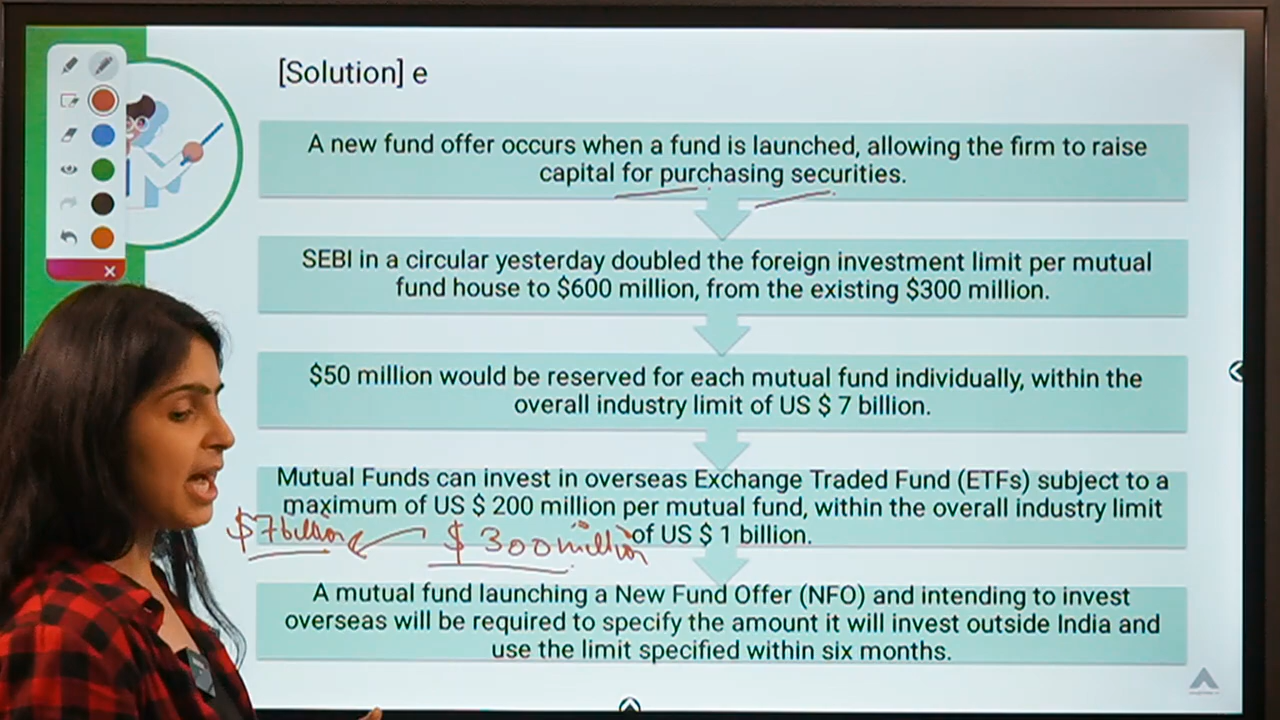 [Solution] e
A new fund offer occurs when a fund is launched, allowing the firm to raise
capital for purchasing securities.
SEBI in a circular yesterday doubled the foreign investment limit per mutual
fund house to $600 million, from the existing $300 million.
$50 million would be reserved for each mutual fund individually, within the
overall industry limit of US $ 7 billion.
Mutual Funds can invest in overseas Exchange Traded Fund (ETFs) subject to a
maximum of US $ 200 million per mutual fund, within the overall industry limit
of US $ 1 billion.
$7billion
$ 300million
A mutual fund launching a New Fund Offer (NFO) and intending to invest
overseas will be required to specify the amount it will invest outside India and
use the limit specified within six months.